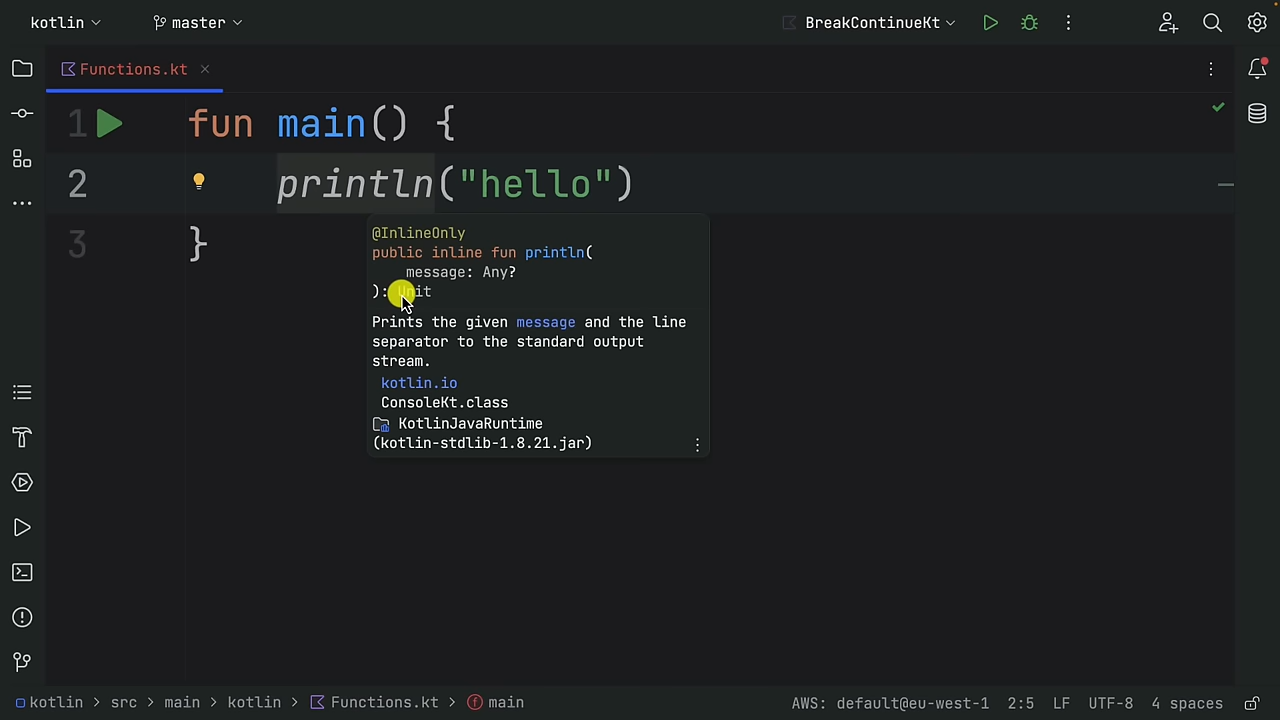 kotlin
master
BreakContinueKt
Functions.kt
1 fun main() {
2 println("hello")
3 }
@InlineOnly
public inline fun println(
message: Any?
): Unit
Prints the given message and the line
separator to the standard output
stream.
kotlin.io
ConsoleKt.class
KotlinJavaRuntime
(kotlin-stdlib-1.8.21.jar)
kotlin > src > main > kotlin > Functions.kt > main
AWS: default@eu-west-1 2:5 LF UTF-8 4 spaces